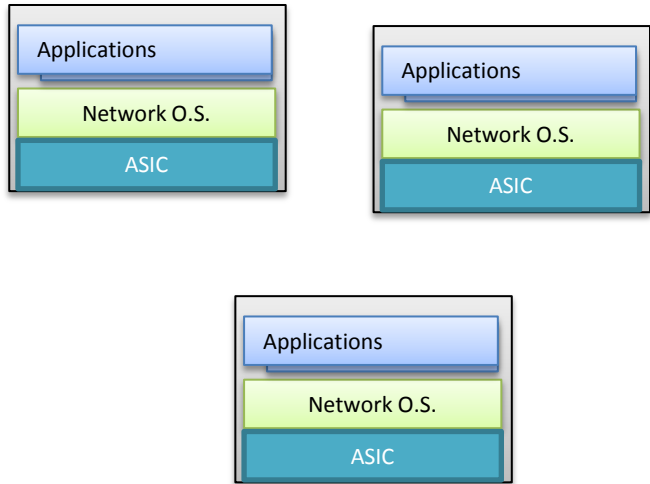 Applications
Network O.S.
ASIC
Applications
Network O.S.
ASIC
Applications
Network O.S.
ASIC